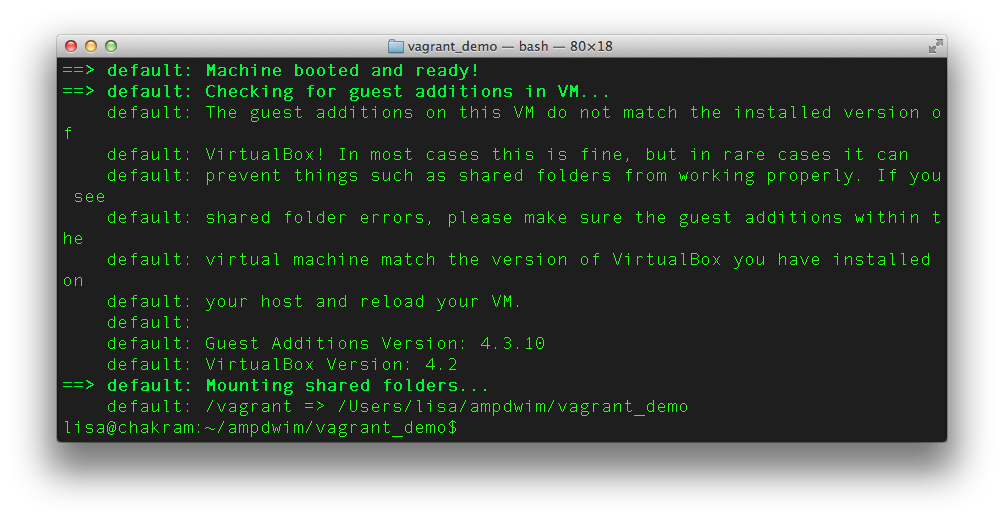 vagrant_demo — bash — 80×18
==> default: Machine booted and ready!
==> default: Checking for guest additions in VM...
    default: The guest additions on this VM do not match the installed version o
f
    default: VirtualBox! In most cases this is fine, but in rare cases it can
    default: prevent things such as shared folders from working properly. If you
 see
    default: shared folder errors, please make sure the guest additions within t
he
    default: virtual machine match the version of VirtualBox you have installed
on
    default: your host and reload your VM.
    default:
    default: Guest Additions Version: 4.3.10
    default: VirtualBox Version: 4.2
==> default: Mounting shared folders...
    default: /vagrant => /Users/lisa/ampdwim/vagrant_demo
lisa@chakram:~/ampdwim/vagrant_demo$